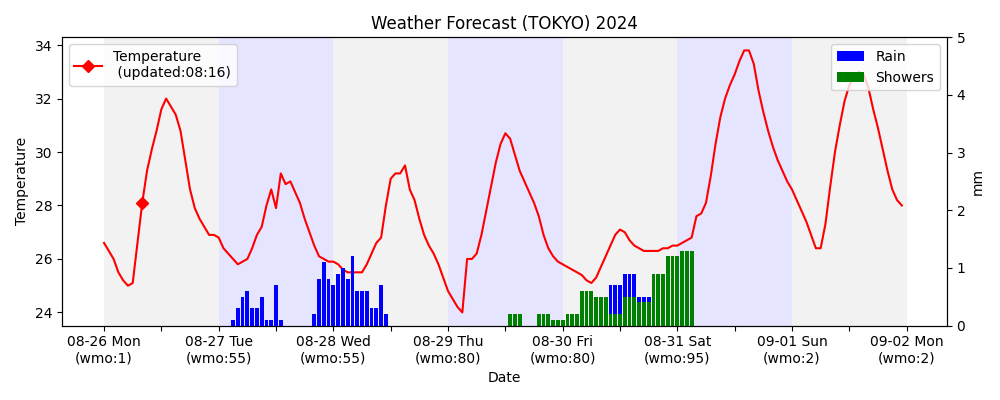 Weather Forecast (TOKYO) 2024
Temperature
(updated:08:16)
Rain
Showers
34
32
30
28
26
24
Temperature
5
4
3
2
1
0
mm
08-26 Mon
(wmo:1)
08-27 Tue
(wmo:55)
08-28 Wed
(wmo:55)
08-29 Thu
(wmo:80)
08-30 Fri
(wmo:80)
08-31 Sat
(wmo:95)
09-01 Sun
(wmo:2)
09-02 Mon
(wmo:2)
Date